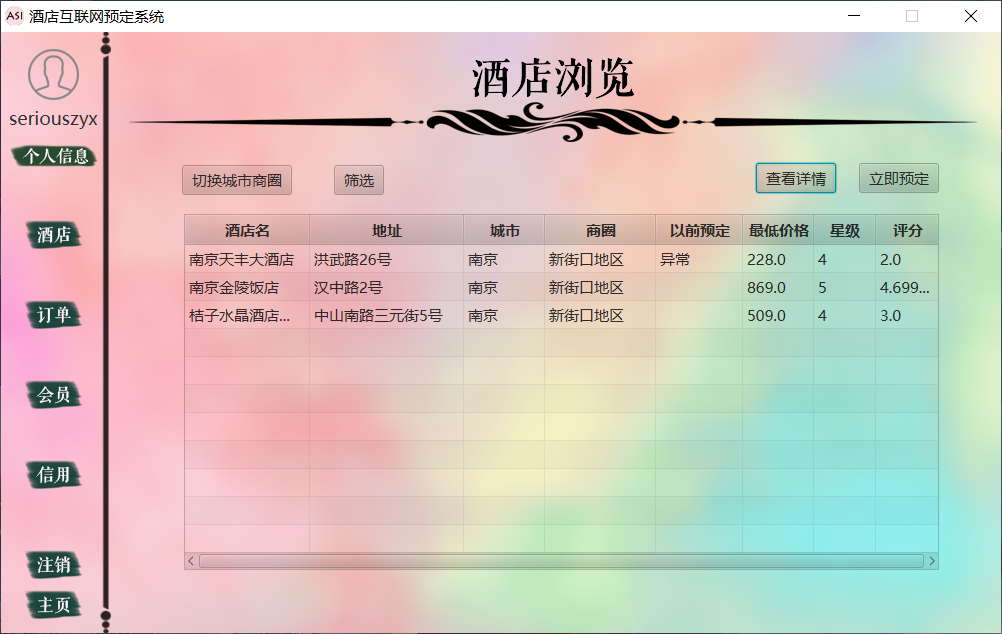 ASI 酒店互联网预定系统
酒店浏览
seriouszyx
个人信息
酒店
订单
会员
信用
注销
主页
切换城市商圈 筛选 查看详情 立即预定
酒店名 地址 城市 商圈 以前预定 最低价格 星级 评分
南京天丰大酒店 洪武路26号 南京 新街口地区 异常 228.0 4 2.0
南京金陵饭店 汉中路2号 南京 新街口地区 869.0 5 4.699...
桔子水晶酒店... 中山南路三元街5号 南京 新街口地区 509.0 4 3.0